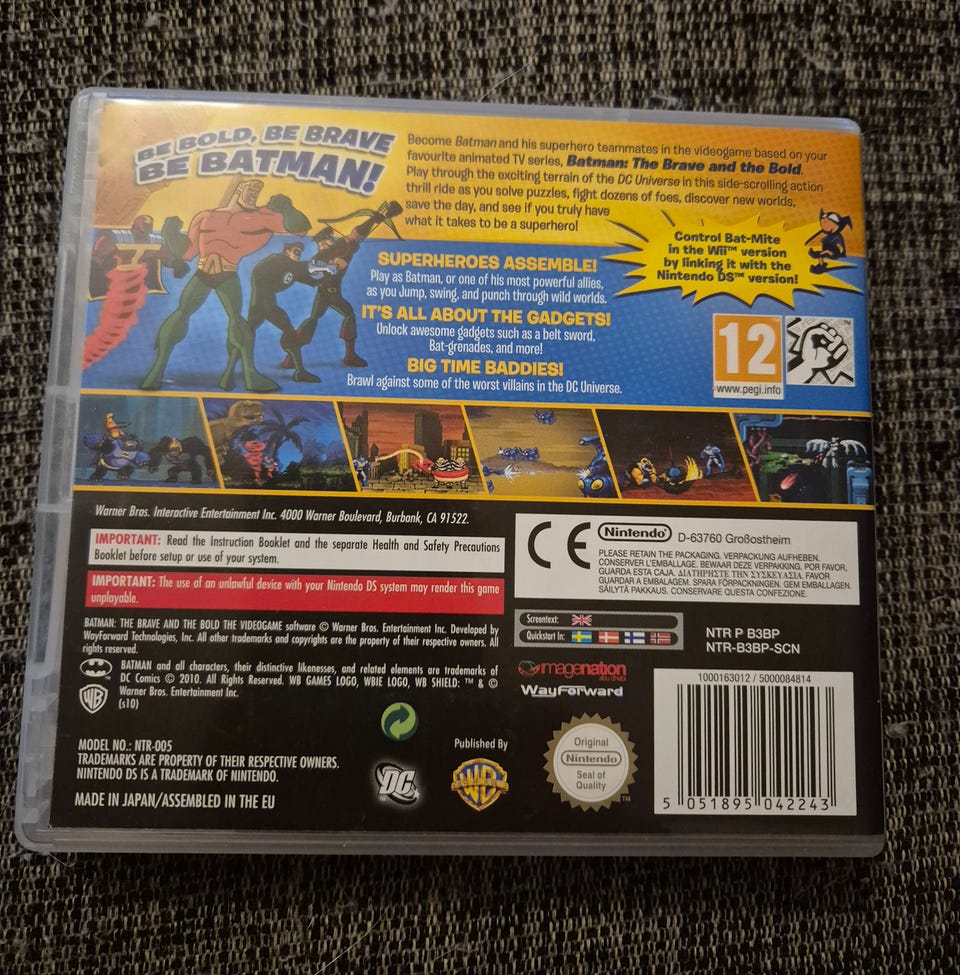 BE BOLD, BE BRAVE
BE BATMAN!
Become Batman and his superhero teammates in the videogame based on your
favourite animated TV series, Batman: The Brave and the Bold.
Play through the exciting terrain of the DC Universe in this side-scrolling action
thrill ride as you solve puzzles, fight dozens of foes, discover new worlds,
save the day, and see if you truly have
what it takes to be a superhero!
Control Bat-Mite
in the Wii™ version
by linking it with the
Nintendo DS™ version!
SUPERHEROES ASSEMBLE!
Play as Batman, or one of his most powerful allies,
as you Jump, swing, and punch through wild worlds.
IT'S ALL ABOUT THE GADGETS!
Unlock awesome gadgets such as a belt sword,
Bat-grenades, and more!
BIG TIME BADDIES!
Brawl against some of the worst villains in the DC Universe.
12
www.pegi.info
Warner Bros. Interactive Entertainment Inc. 4000 Warner Boulevard, Burbank, CA 91522.
IMPORTANT: Read the Instruction Booklet and the separate Health and Safety Precautions
Booklet before setup or use of your system.
IMPORTANT: The use of an unlawful device with your Nintendo DS system may render this game
unplayable.
BATMAN: THE BRAVE AND THE BOLD THE VIDEOGAME software © Warner Bros. Entertainment Inc. Developed by
WayForward Technologies, Inc. All other trademarks and copyrights are the property of their respective owners. All
rights reserved.
BATMAN and all characters, their distinctive likenesses, and related elements are trademarks of
DC Comics © 2010. All Rights Reserved. WB GAMES LOGO, WBIE LOGO, WB SHIELD: ™ & ©
Warner Bros. Entertainment Inc.
(s10)
WB
MODEL NO.: NTR-005
TRADEMARKS ARE PROPERTY OF THEIR RESPECTIVE OWNERS.
NINTENDO DS IS A TRADEMARK OF NINTENDO.
MADE IN JAPAN/ASSEMBLED IN THE EU
DC
Published By
CE
Nintendo®
D-63760 Großostheim
PLEASE RETAIN THE PACKAGING. VERPACKUNG AUFHEBEN.
CONSERVER L'EMBALLAGE. BEWAAR DEZE VERPAKKING. POR FAVOR,
GUARDA ESTA CAJA. ΔΙΑΤΗΡΗΣΤΕ ΤΗΝ ΣΥΣΚΕΥΑΣΙΑ. FAVOR
GUARDAR A EMBALAGEM. SPARA FÖRPACKNINGEN. GEM EMBALLAGEN.
SÄILYTÄ PAKKAUS. CONSERVARE QUESTA CONFEZIONE.
Screentext:
Quickstart In:
NTR P B3BP
NTR-B3BP-SCN
imagenation
abu dhabi
WayForward
Original
Nintendo
Seal of
Quality
1000163012 / 5000084814
5 051895 042243